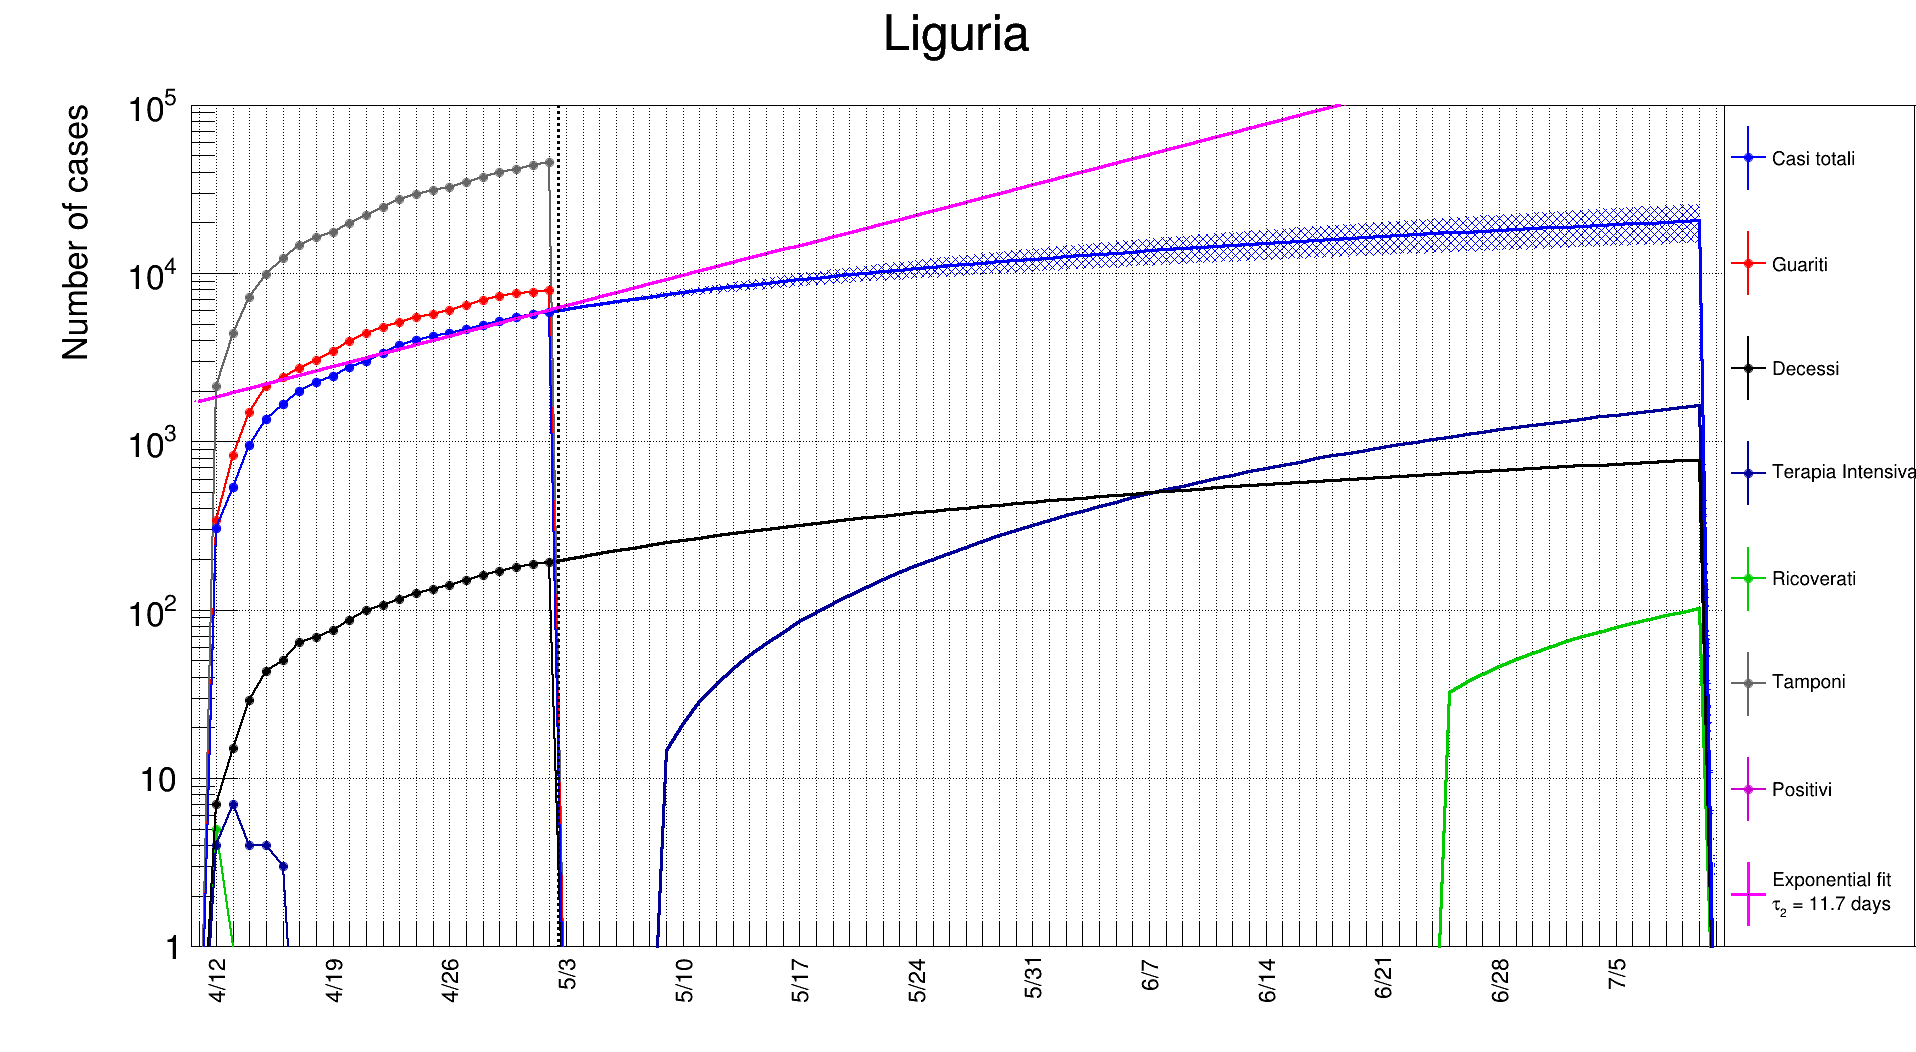 Liguria
Number of cases
10^5
10^4
10^3
10^2
10
1
4/12 4/19 4/26 5/3 5/10 5/17 5/24 5/31 6/7 6/14 6/21 6/28 7/5
Casi totali
Guariti
Decessi
Terapia Intensiva
Ricoverati
Tamponi
Positivi
Exponential fit
τ₂ = 11.7 days